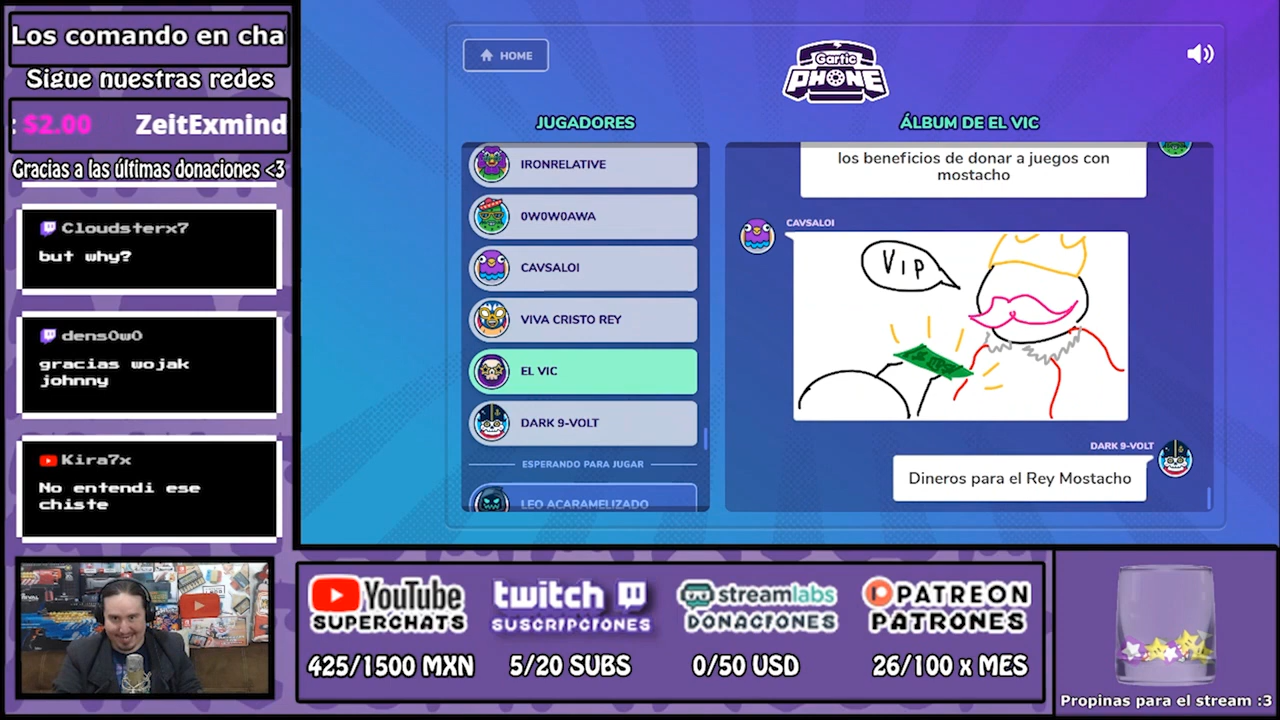 Los comando en cha
Sigue nuestras redes
: $2.00 ZeitExmind
Gracias a las últimas donaciones <3
Cloudsterx7
but why?
dens0w0
gracias wojak
johnny
Kira7x
No entendi ese
chiste
HOME
Gartic
PHONE
JUGADORES
IRONRELATIVE
0W0W0AWA
CAVSALOI
VIVA CRISTO REY
EL VIC
DARK 9-VOLT
ESPERANDO PARA JUGAR
LEO ACARAMELIZADO
ÁLBUM DE EL VIC
los beneficios de donar a juegos con
mostacho
CAVSALOI
VIP
DARK 9-VOLT
Dineros para el Rey Mostacho
YouTube
SUPERCHATS
425/1500 MXN
twitch
SUSCRIPCIONES
5/20 SUBS
streamlabs
DONACIONES
0/50 USD
PATREON
PATRONES
26/100 x MES
Propinas para el stream :3